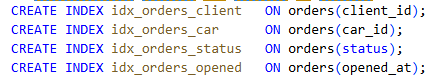 CREATE INDEX idx_orders_client   ON orders(client_id);
CREATE INDEX idx_orders_car      ON orders(car_id);
CREATE INDEX idx_orders_status   ON orders(status);
CREATE INDEX idx_orders_opened   ON orders(opened_at);